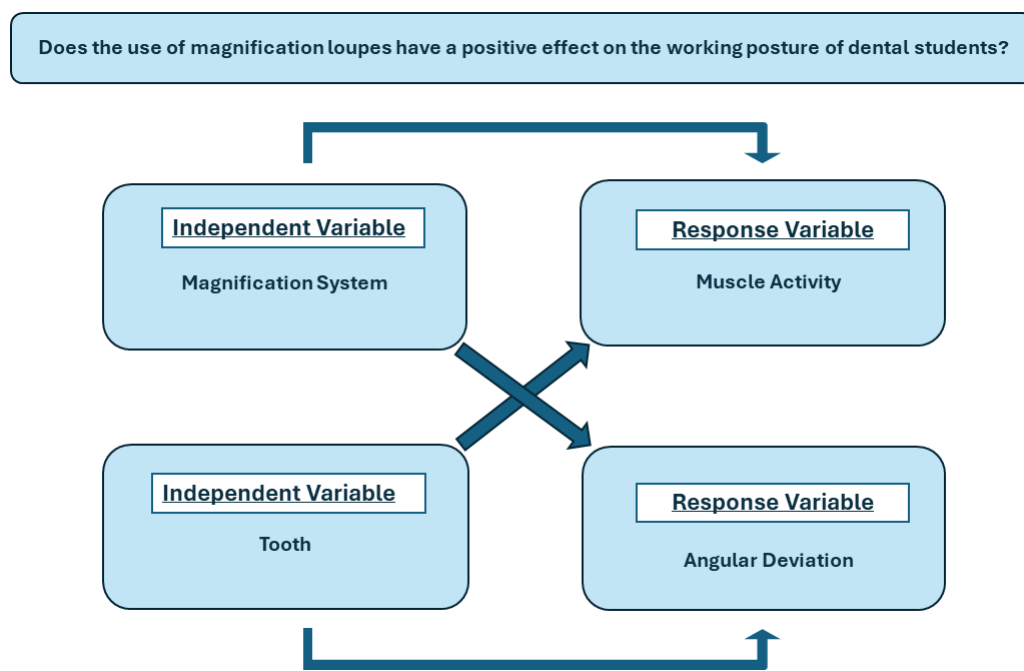 Does the use of magnification loupes have a positive effect on the working posture of dental students?
Independent Variable
Magnification System
Response Variable
Muscle Activity
Independent Variable
Tooth
Response Variable
Angular Deviation